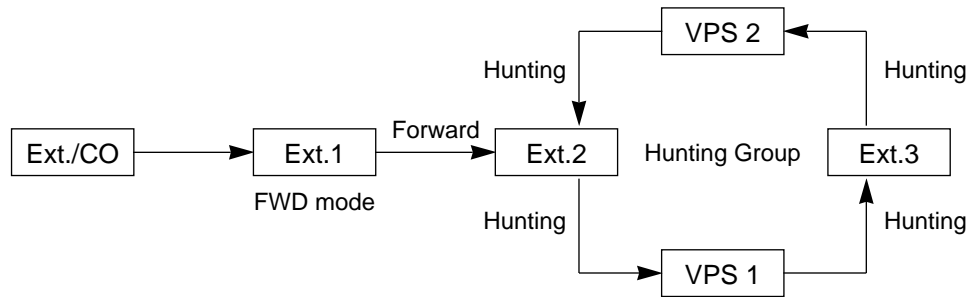 VPS 2
Hunting Hunting
Forward
Ext./CO Ext.1 Ext.2 Hunting Group Ext.3
FWD mode
Hunting Hunting
VPS 1